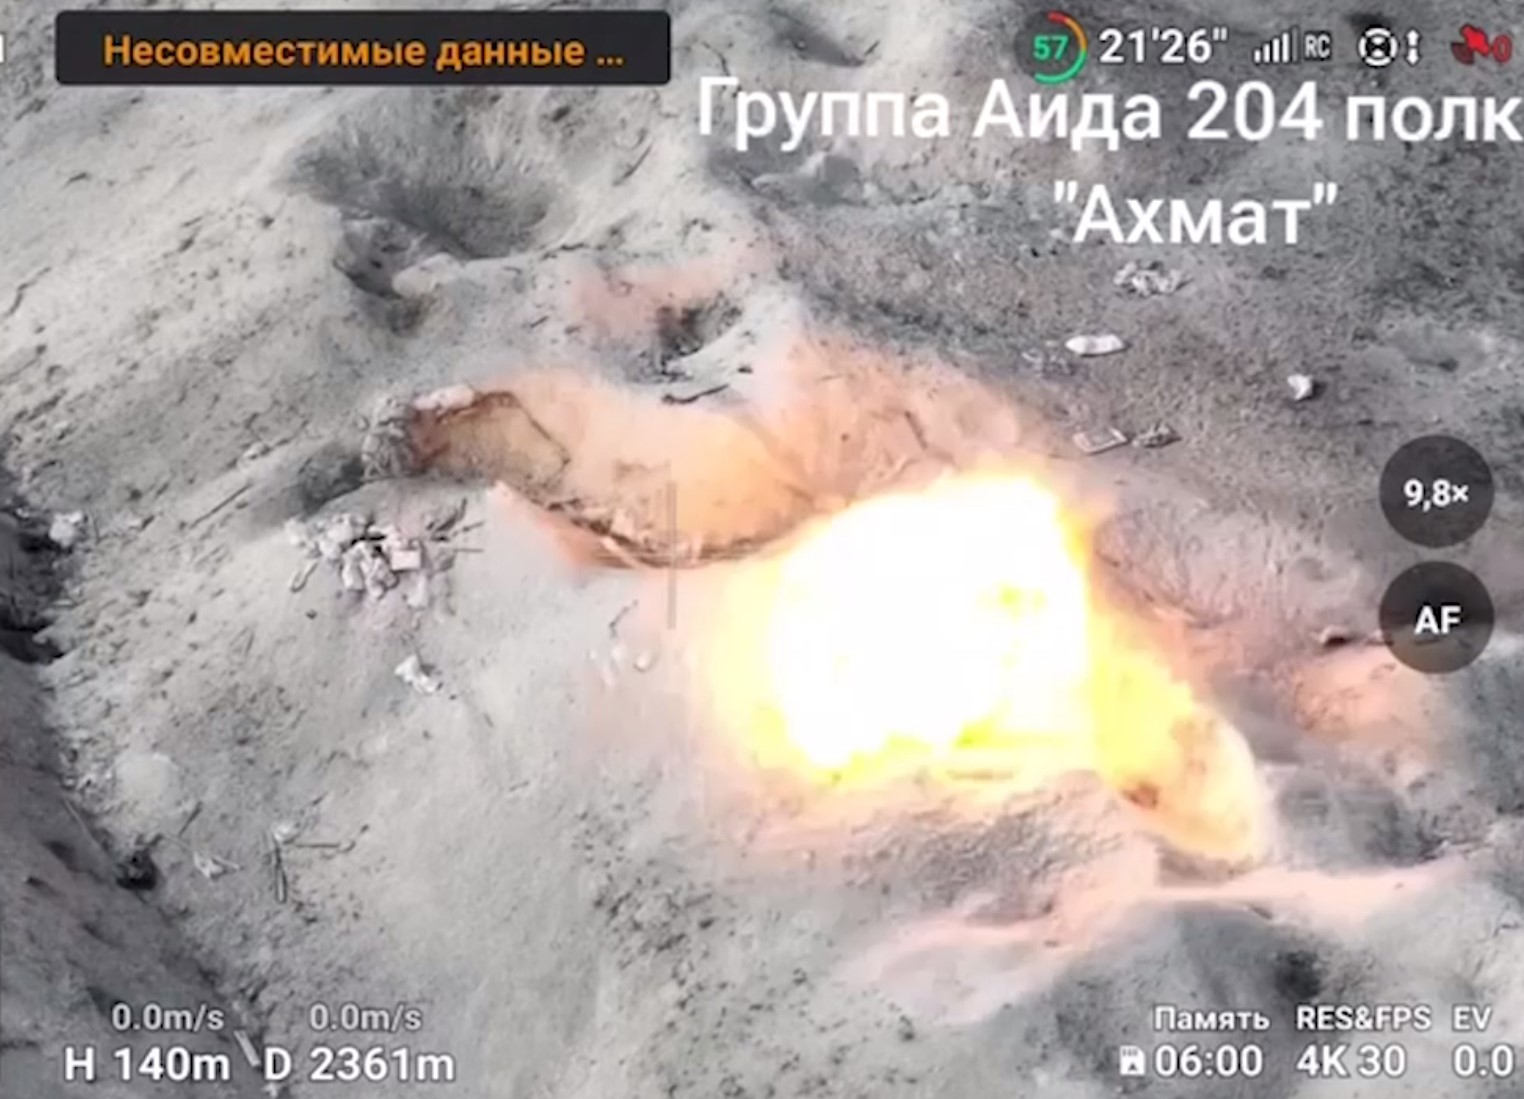 Несовместимые данные ...
57 21'26" RC 0
Группа Аида 204 полк
"Ахмат"
9,8×
AF
0.0m/s 0.0m/s
H 140m D 2361m
Память RES&FPS EV
06:00 4K 30 0.0